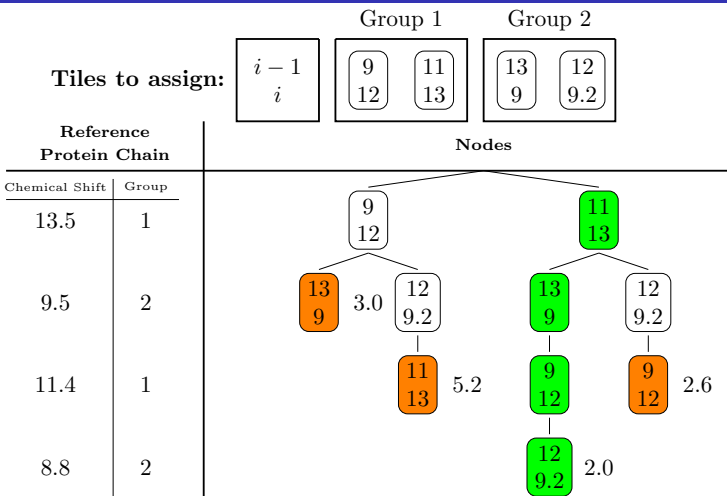 Group 1 Group 2
Tiles to assign: i − 1 9 11 13 12
i 12 13 9 9.2
Reference
Protein Chain
Nodes
Chemical Shift Group
13.5 1
9 11
12 13
9.5 2
13 3.0 12 13 12
9 9.2 9 9.2
11.4 1
11 5.2 9 9 2.6
13 12 12
8.8 2
12 2.0
9.2